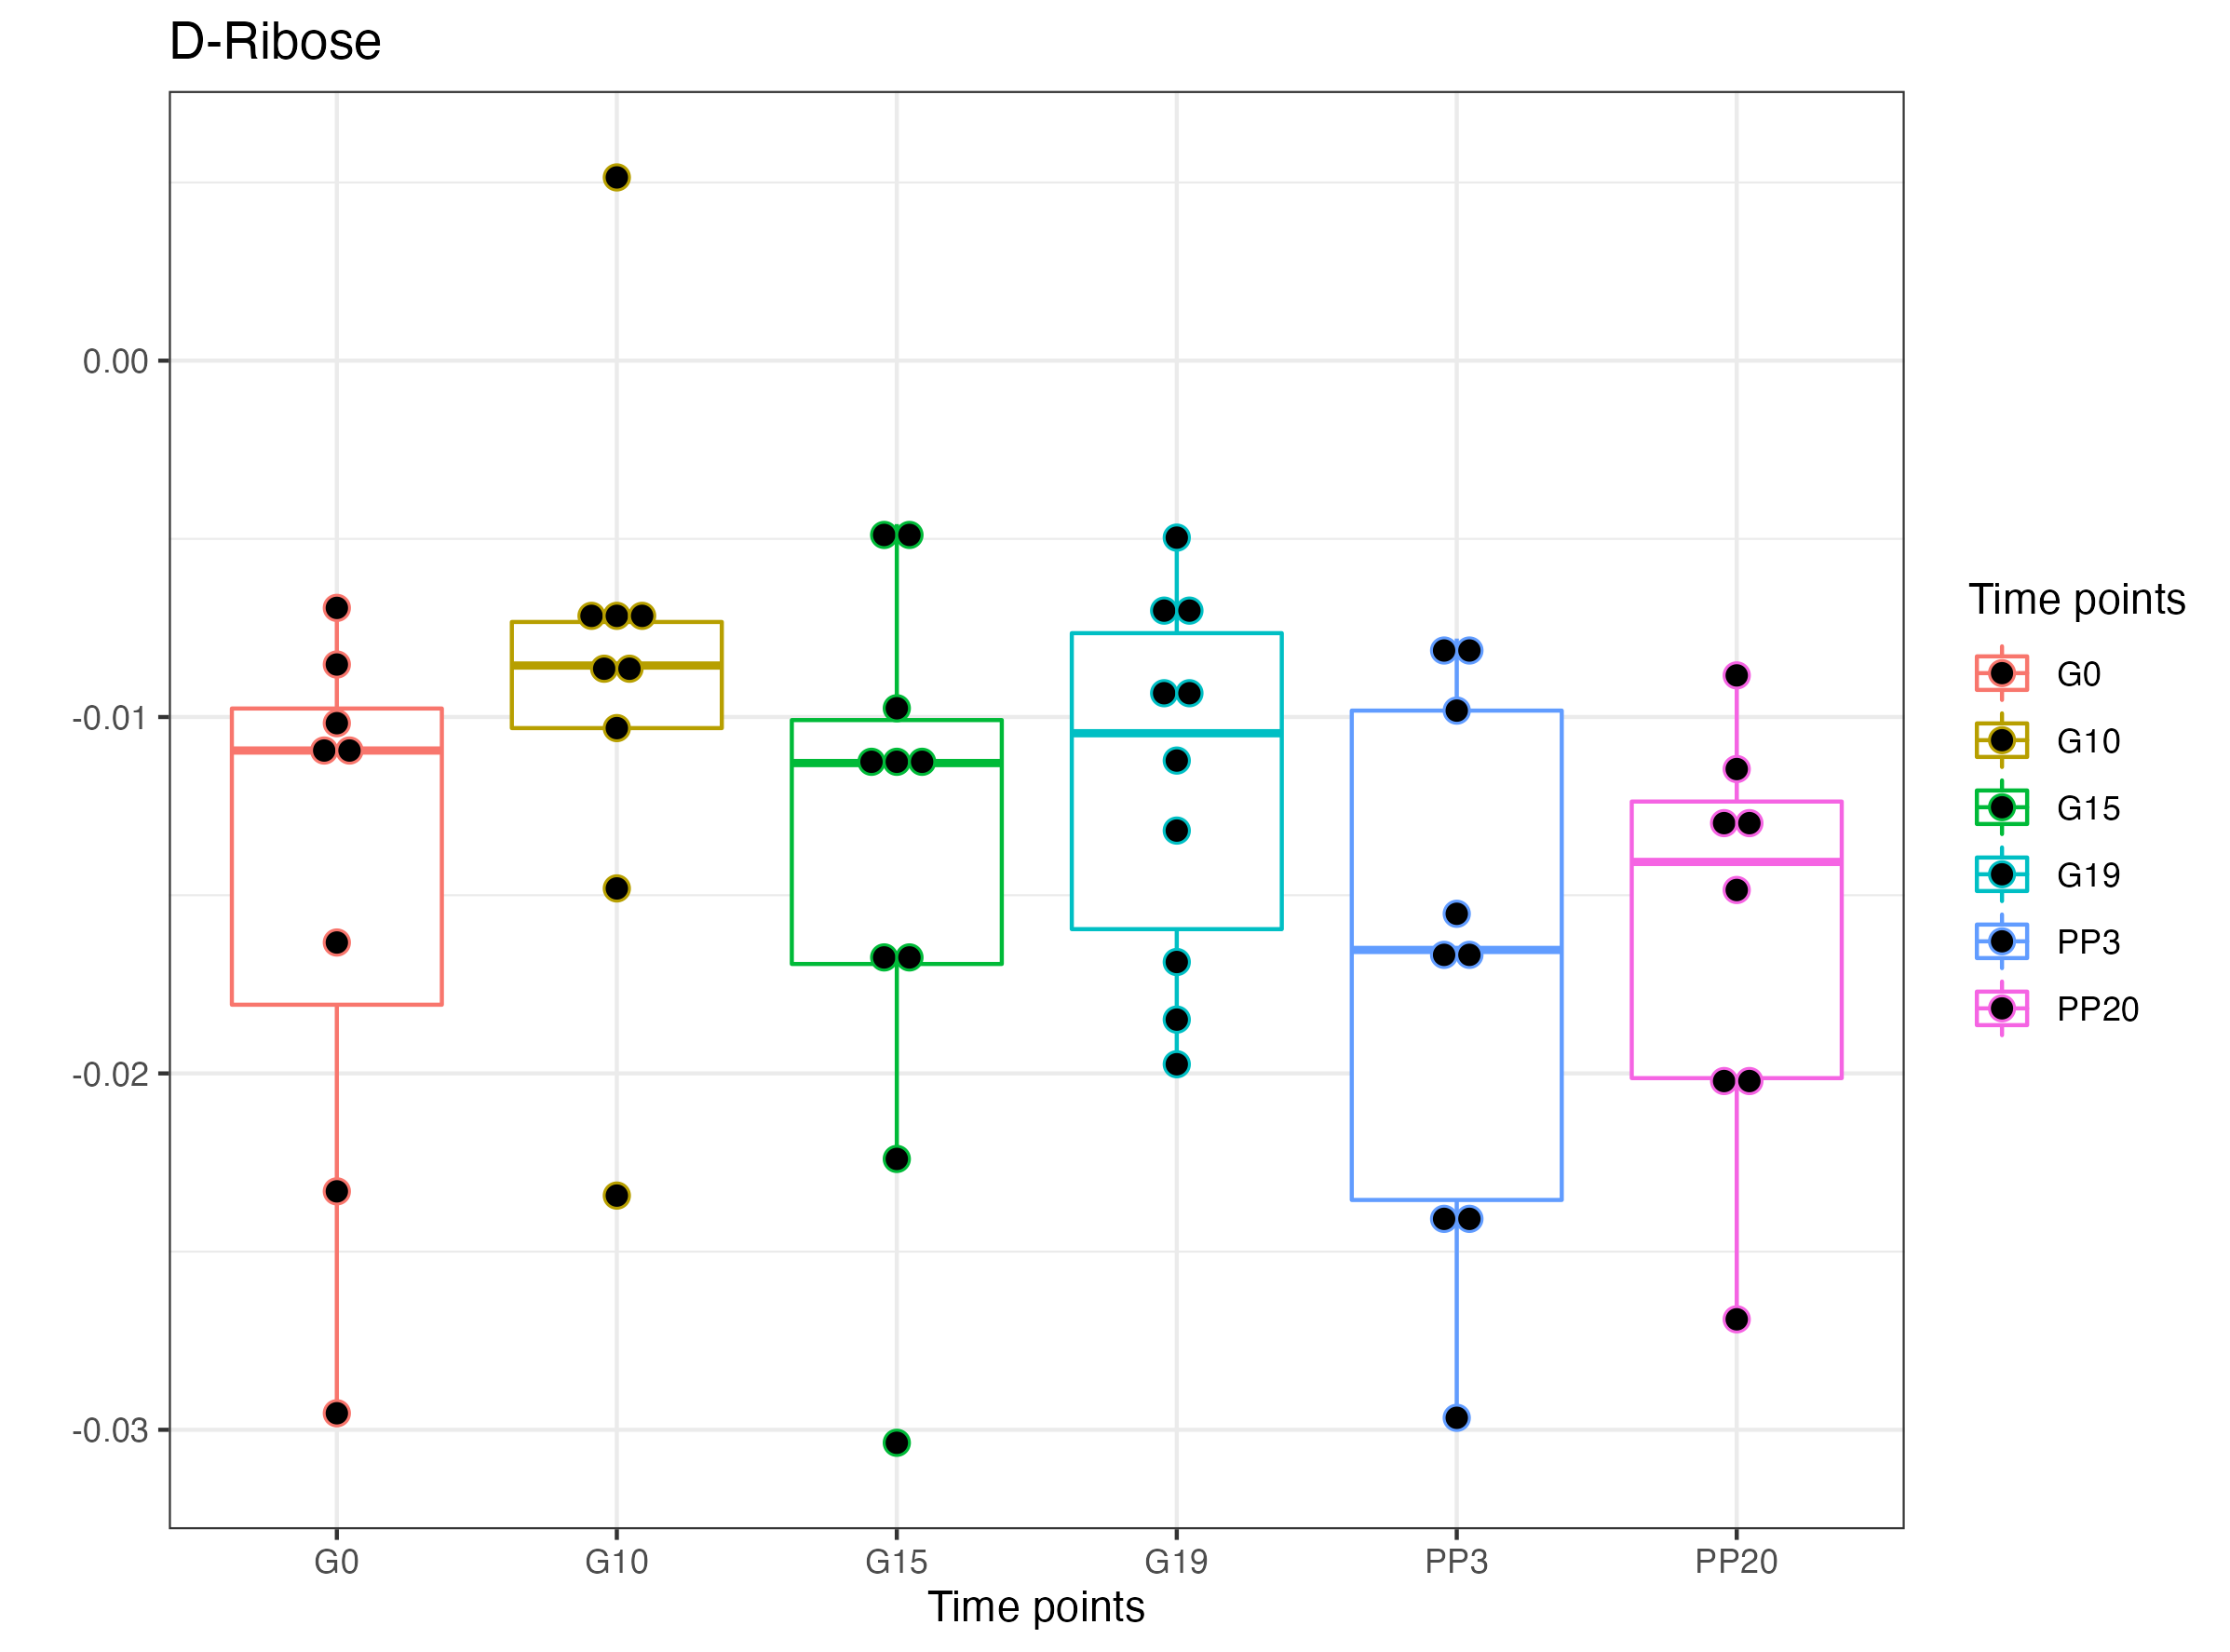 D-Ribose
0.00
-0.01
-0.02
-0.03
G0 G10 G15 G19 PP3 PP20
Time points
Time points
G0
G10
G15
G19
PP3
PP20